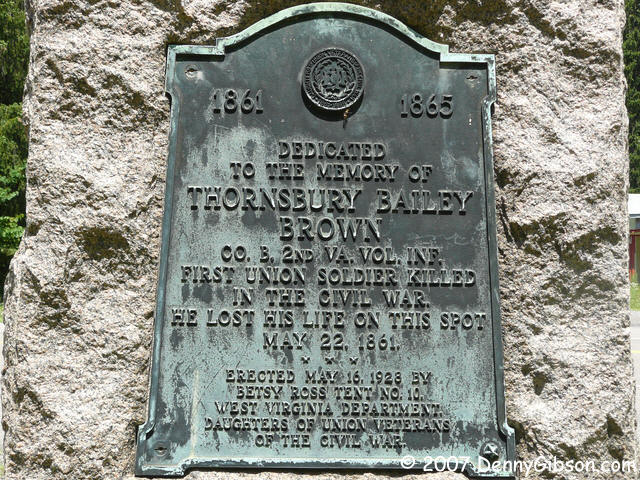 1861 1865
DEDICATED
TO THE MEMORY OF
THORNSBURY BAILEY
BROWN
CO. B. 2ND VA. VOL. INF.
FIRST UNION SOLDIER KILLED
IN THE CIVIL WAR.
HE LOST HIS LIFE ON THIS SPOT
MAY 22, 1861.
* * *
ERECTED MAY 16, 1928 BY
BETSY ROSS TENT NO. 10.
WEST VIRGINIA DEPARTMENT.
DAUGHTERS OF UNION VETERANS
OF THE CIVIL WAR.
© 2007 - DennyGibson.com